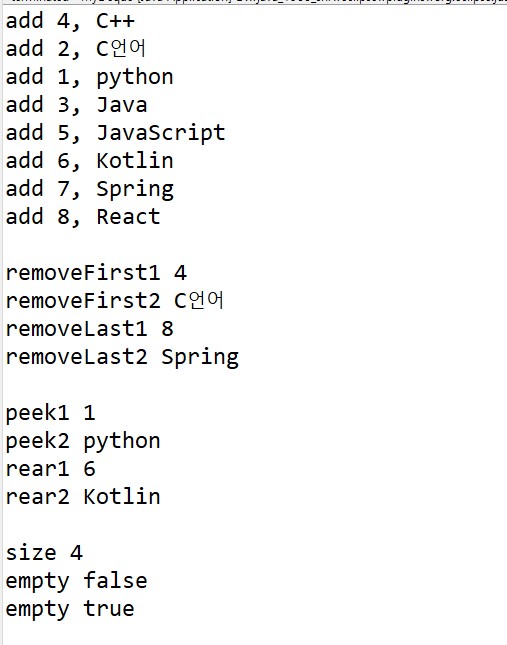 add 4, C++
add 2, C언어
add 1, python
add 3, Java
add 5, JavaScript
add 6, Kotlin
add 7, Spring
add 8, React
removeFirst1 4
removeFirst2 C언어
removeLast1 8
removeLast2 Spring
peek1 1
peek2 python
rear1 6
rear2 Kotlin
size 4
empty false
empty true